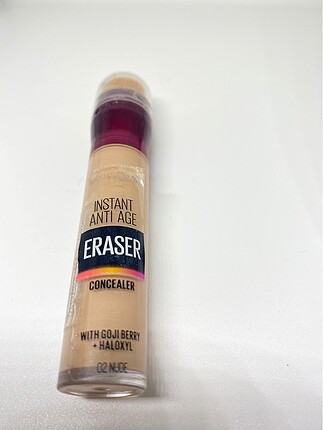 INSTANT
ANTI AGE
ERASER
CONCEALER
WITH GOJI BERRY
+ HALOXYL
02 NUDE